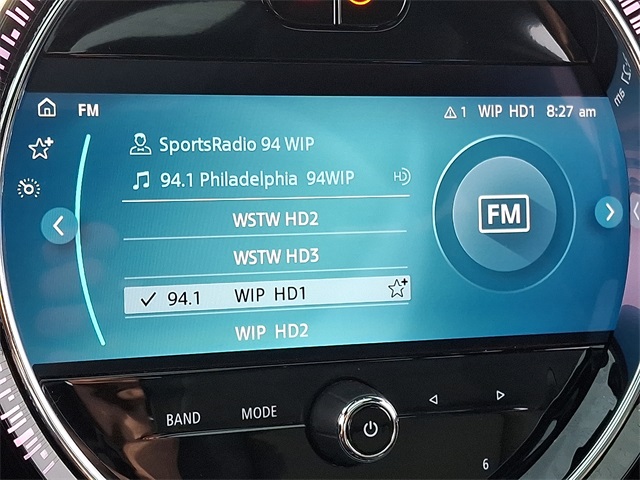 FM
1 WIP HD1 8:27 am
SportsRadio 94 WIP
94.1 Philadelphia 94WIP HD
WSTW HD2
FM
WSTW HD3
94.1 WIP HD1
WIP HD2
BAND MODE
6